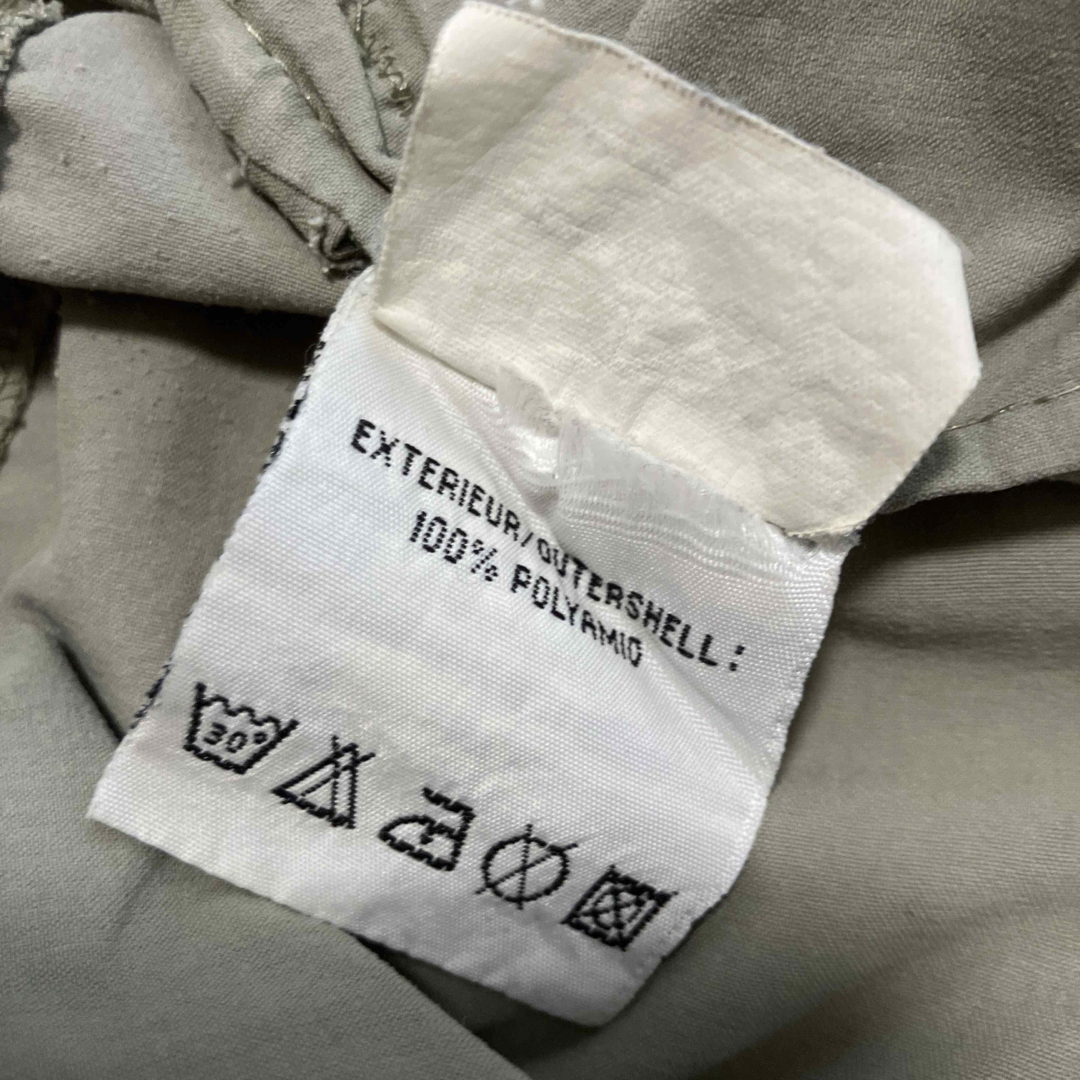 EXTERIEUR/OUTERSHELL:
100% POLYAMID
30°